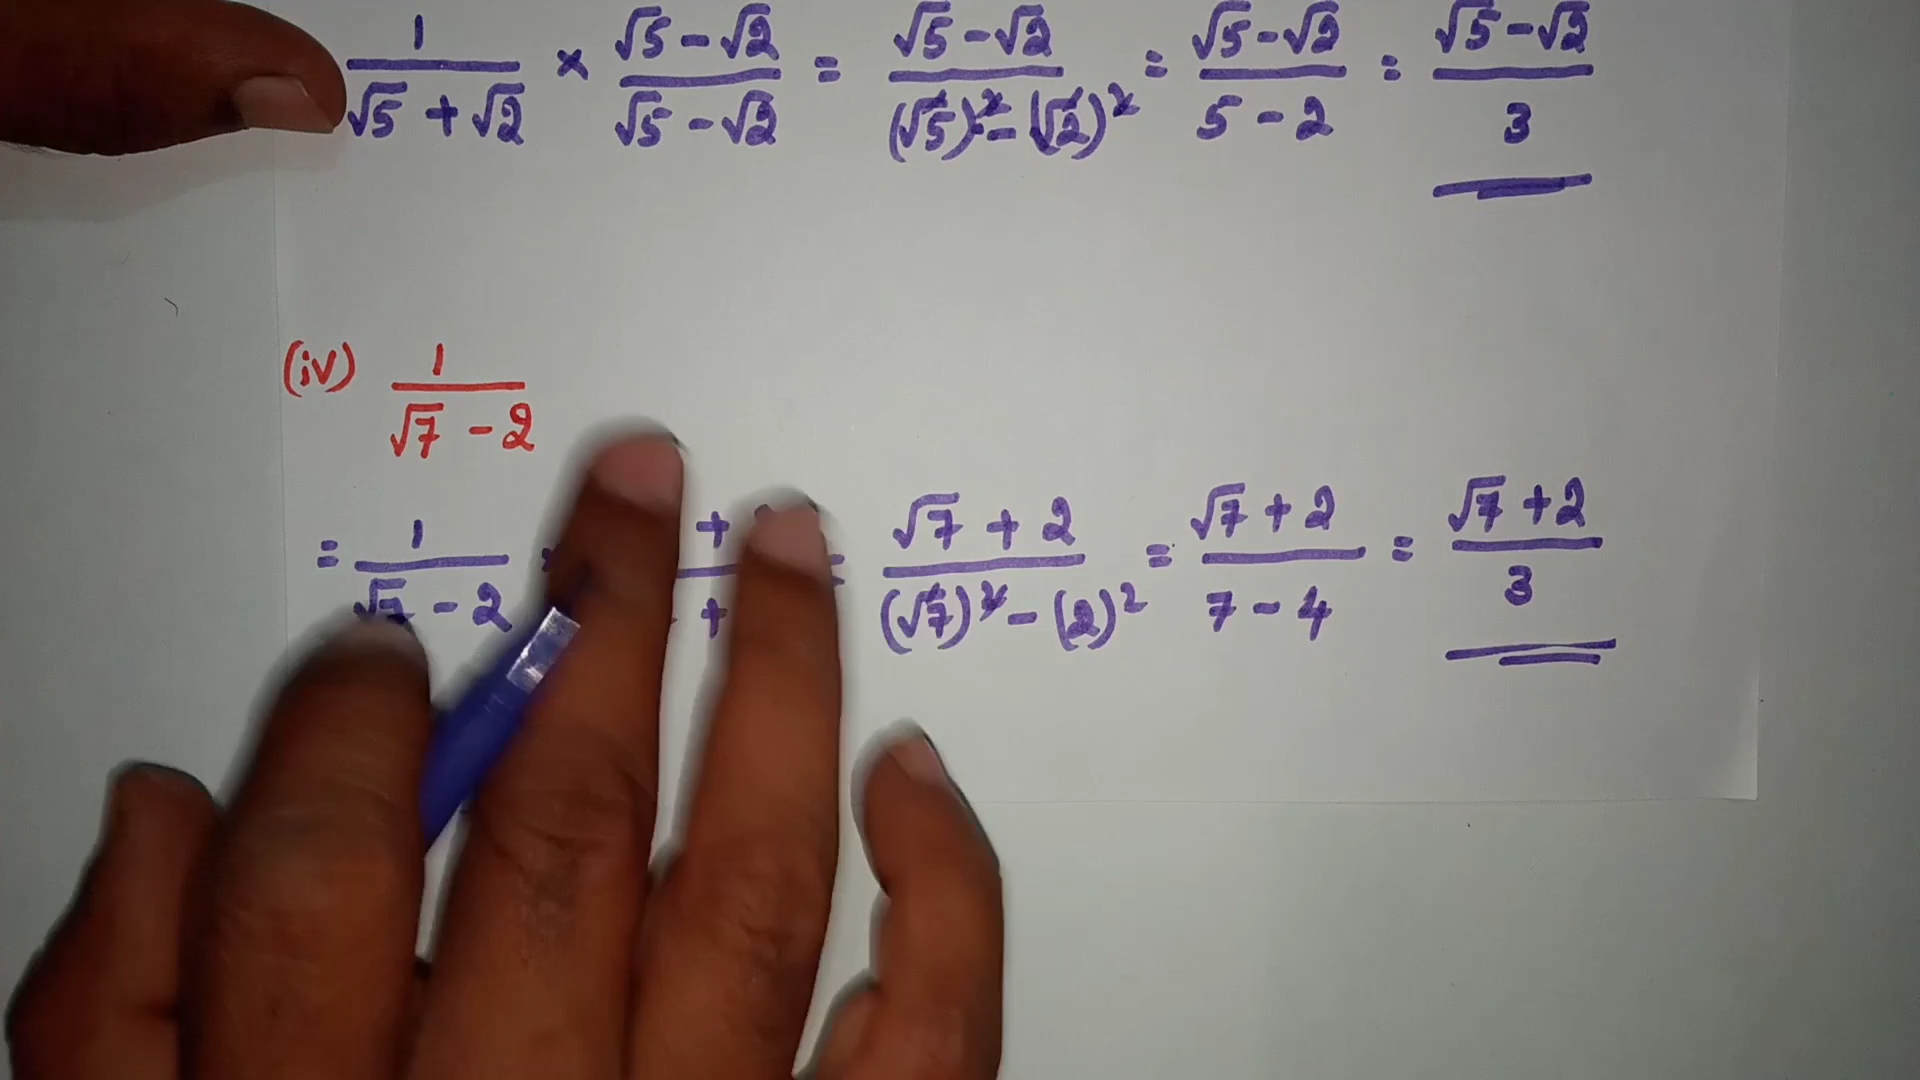 1/(√5 + √2) × (√5 - √2)/(√5 - √2) = (√5 - √2)/((√5)² - (√2)²) = (√5 - √2)/(5 - 2) = (√5 - √2)/3
(iv) 1/(√7 - 2)
= 1/(√7 - 2) + + = (√7 + 2)/((√7)² - (2)²) = (√7 + 2)/(7 - 4) = (√7 + 2)/3